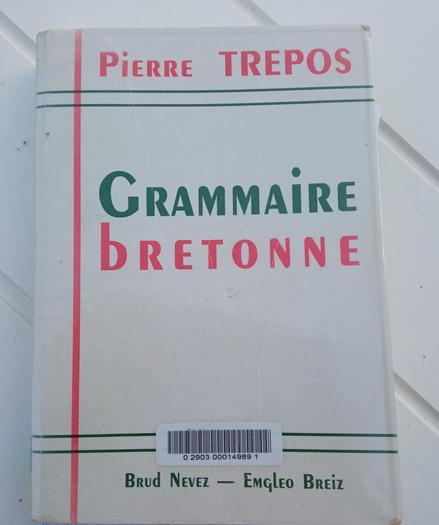 Pierre TREPOS
Grammaire
bretonne
0 2903 00014989 1
Brud Nevez — Emgleo Breiz